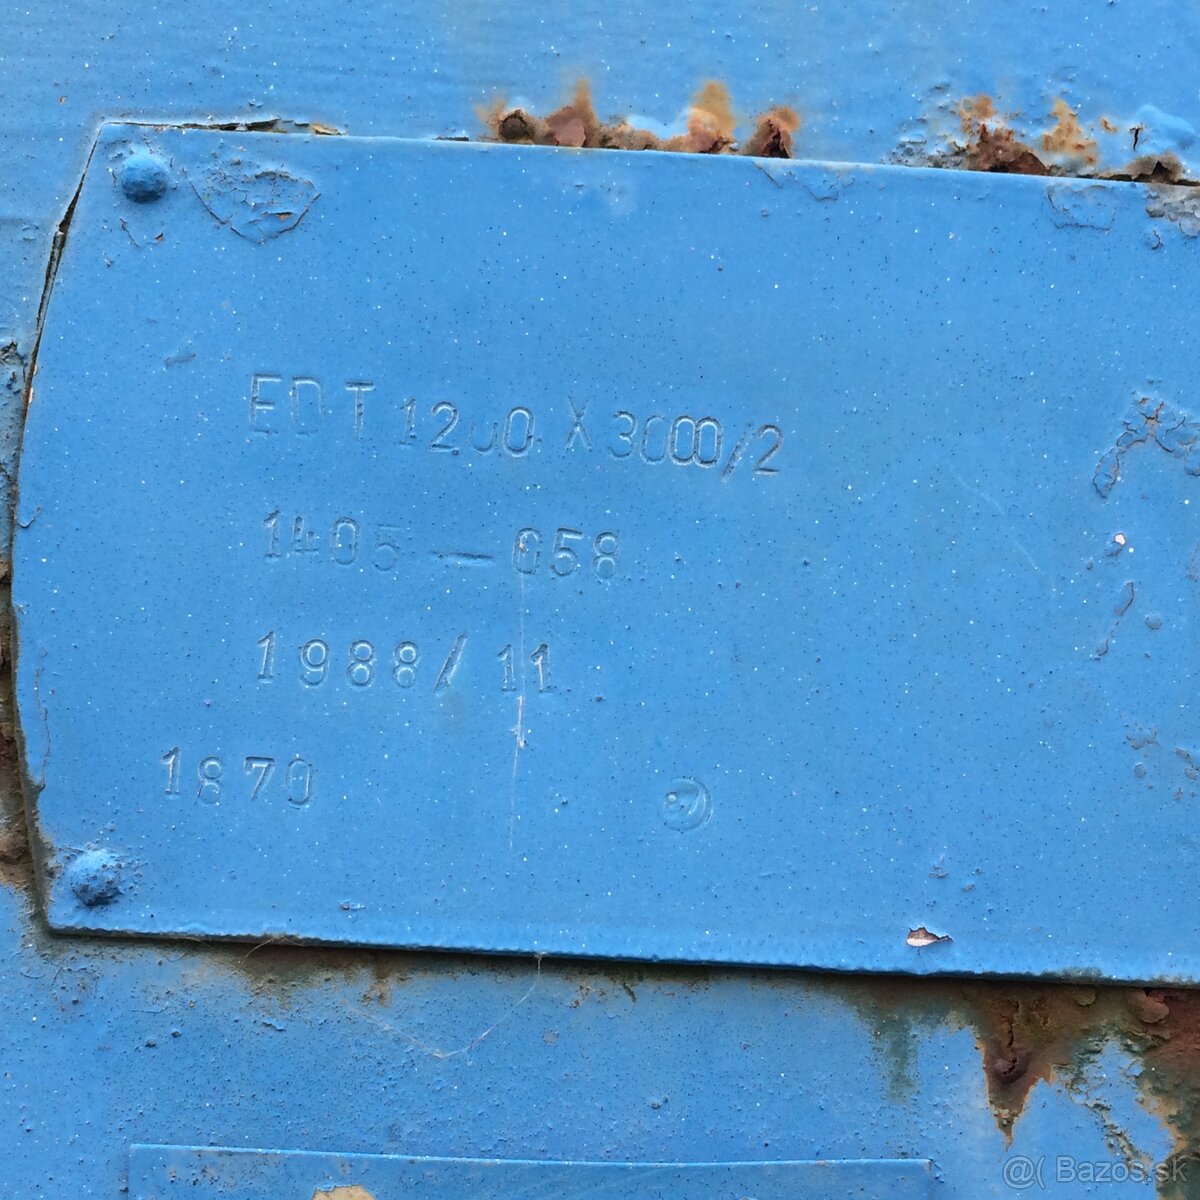 EDT 1200 X 3000/2
1405 - 058
1988/11
1870
@( Bazos.sk